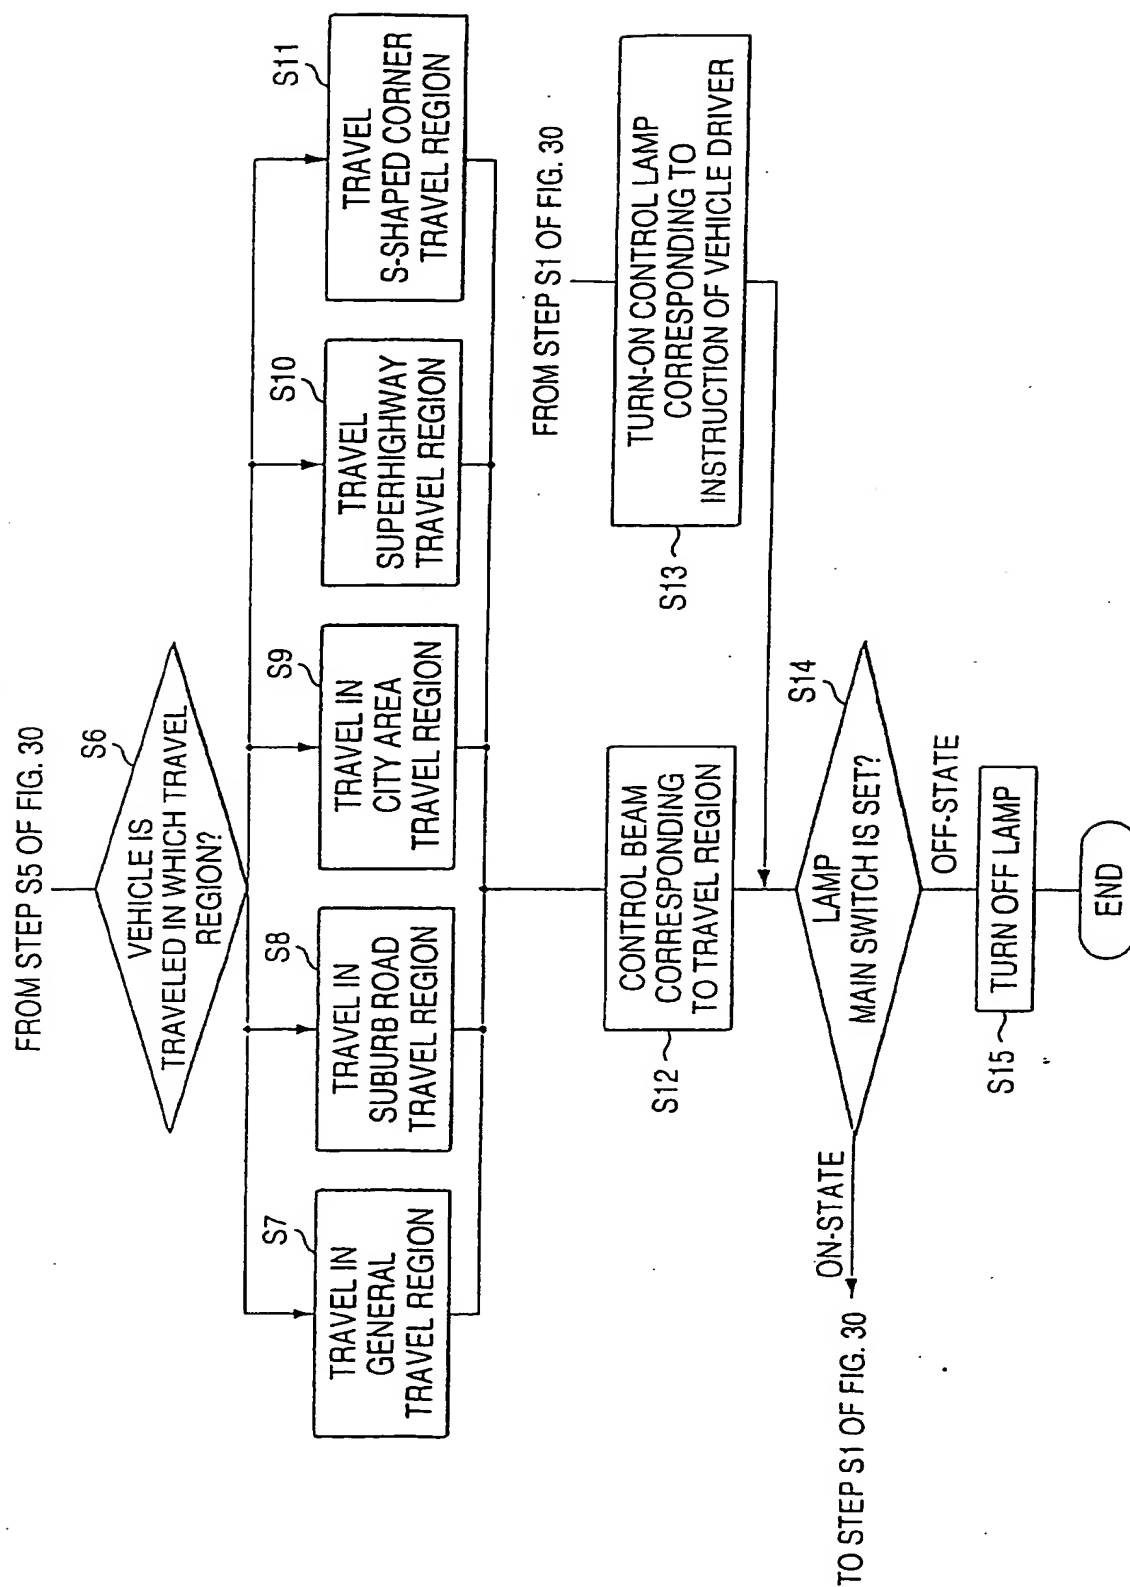 FROM STEP S5 OF FIG. 30
S6
VEHICLE IS
TRAVELED IN WHICH TRAVEL
REGION?
S7
TRAVEL IN
GENERAL
TRAVEL REGION
S8
TRAVEL IN
SUBURB ROAD
TRAVEL REGION
S9
TRAVEL IN
CITY AREA
TRAVEL REGION
S10
TRAVEL
SUPERHIGHWAY
TRAVEL REGION
S11
TRAVEL
S-SHAPED CORNER
TRAVEL REGION
FROM STEP S1 OF FIG. 30
S12
CONTROL BEAM
CORRESPONDING
TO TRAVEL REGION
S13
TURN-ON CONTROL LAMP
CORRESPONDING TO
INSTRUCTION OF VEHICLE DRIVER
S14
LAMP
MAIN SWITCH IS SET?
ON-STATE
TO STEP S1 OF FIG. 30
OFF-STATE
S15
TURN OFF LAMP
END